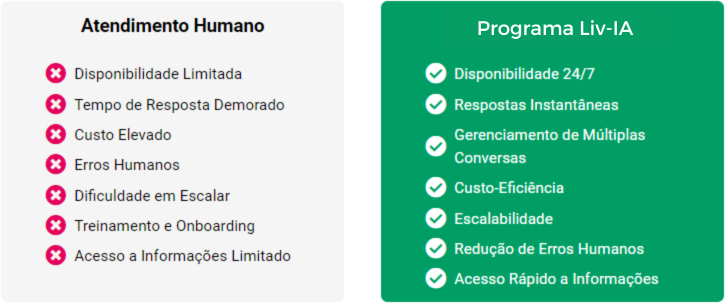 Atendimento Humano
Disponibilidade Limitada
Tempo de Resposta Demorado
Custo Elevado
Erros Humanos
Dificuldade em Escalar
Treinamento e Onboarding
Acesso a Informações Limitado
Programa Liv-IA
Disponibilidade 24/7
Respostas Instantâneas
Gerenciamento de Múltiplas
Conversas
Custo-Eficiência
Escalabilidade
Redução de Erros Humanos
Acesso Rápido a Informações